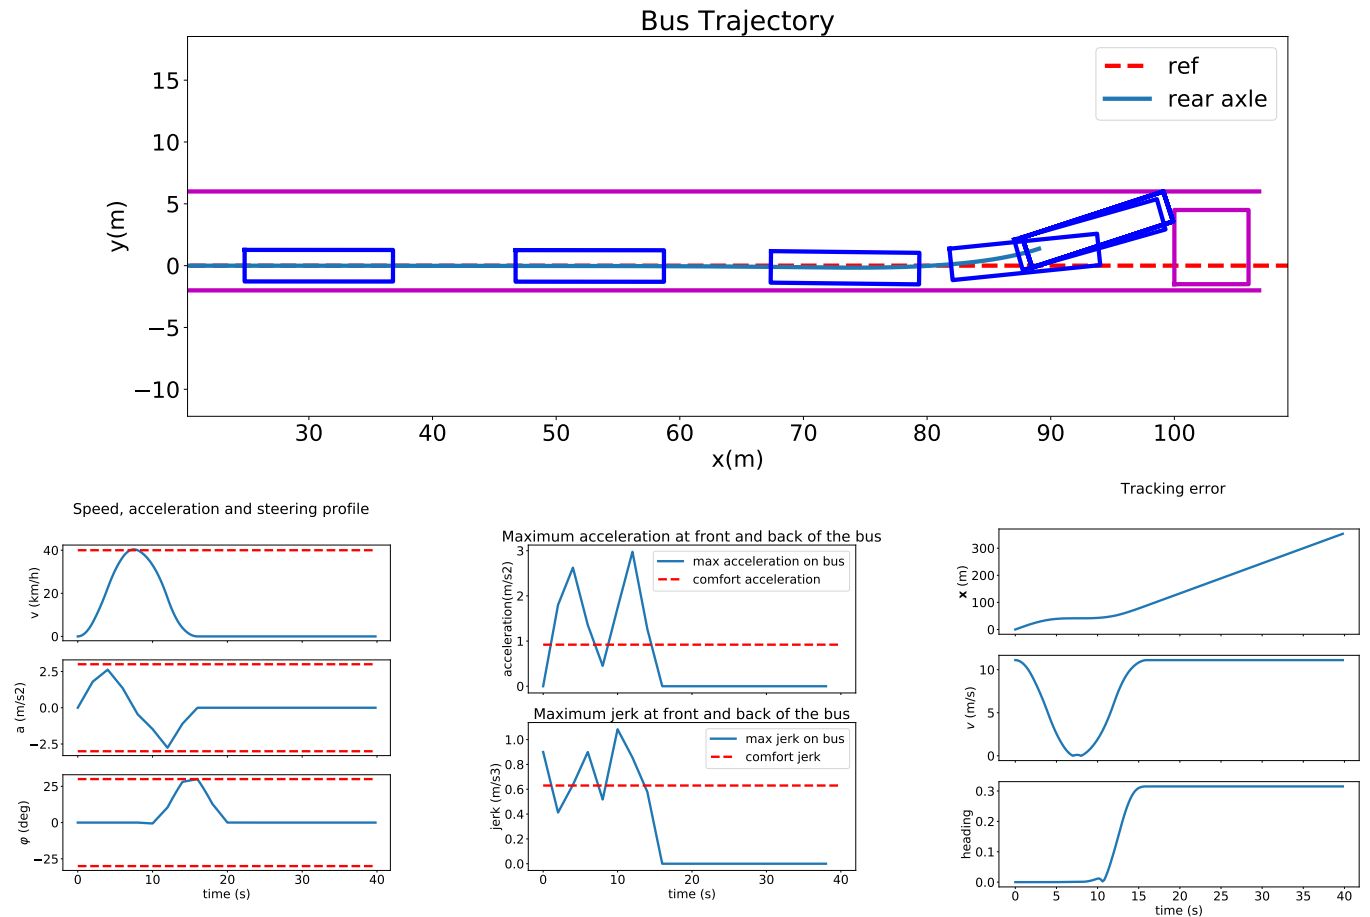 Bus Trajectory
ref
rear axle
y(m)
15
10
5
0
−5
−10
30 40 50 60 70 80 90 100
x(m)
Speed, acceleration and steering profile
v (km/h)
40
20
0
a (m/s2)
2.5
0.0
−2.5
φ (deg)
25
0
−25
0 10 20 30 40
time (s)
Maximum acceleration at front and back of the bus
max acceleration on bus
comfort acceleration
acceleration(m/s2)
3
2
1
0
Maximum jerk at front and back of the bus
max jerk on bus
comfort jerk
jerk (m/s3)
1.0
0.8
0.6
0.4
0.2
0.0
0 10 20 30 40
time (s)
Tracking error
x (m)
300
200
100
0
v (m/s)
10
5
0
heading
0.3
0.2
0.1
0.0
0 5 10 15 20 25 30 35 40
time (s)